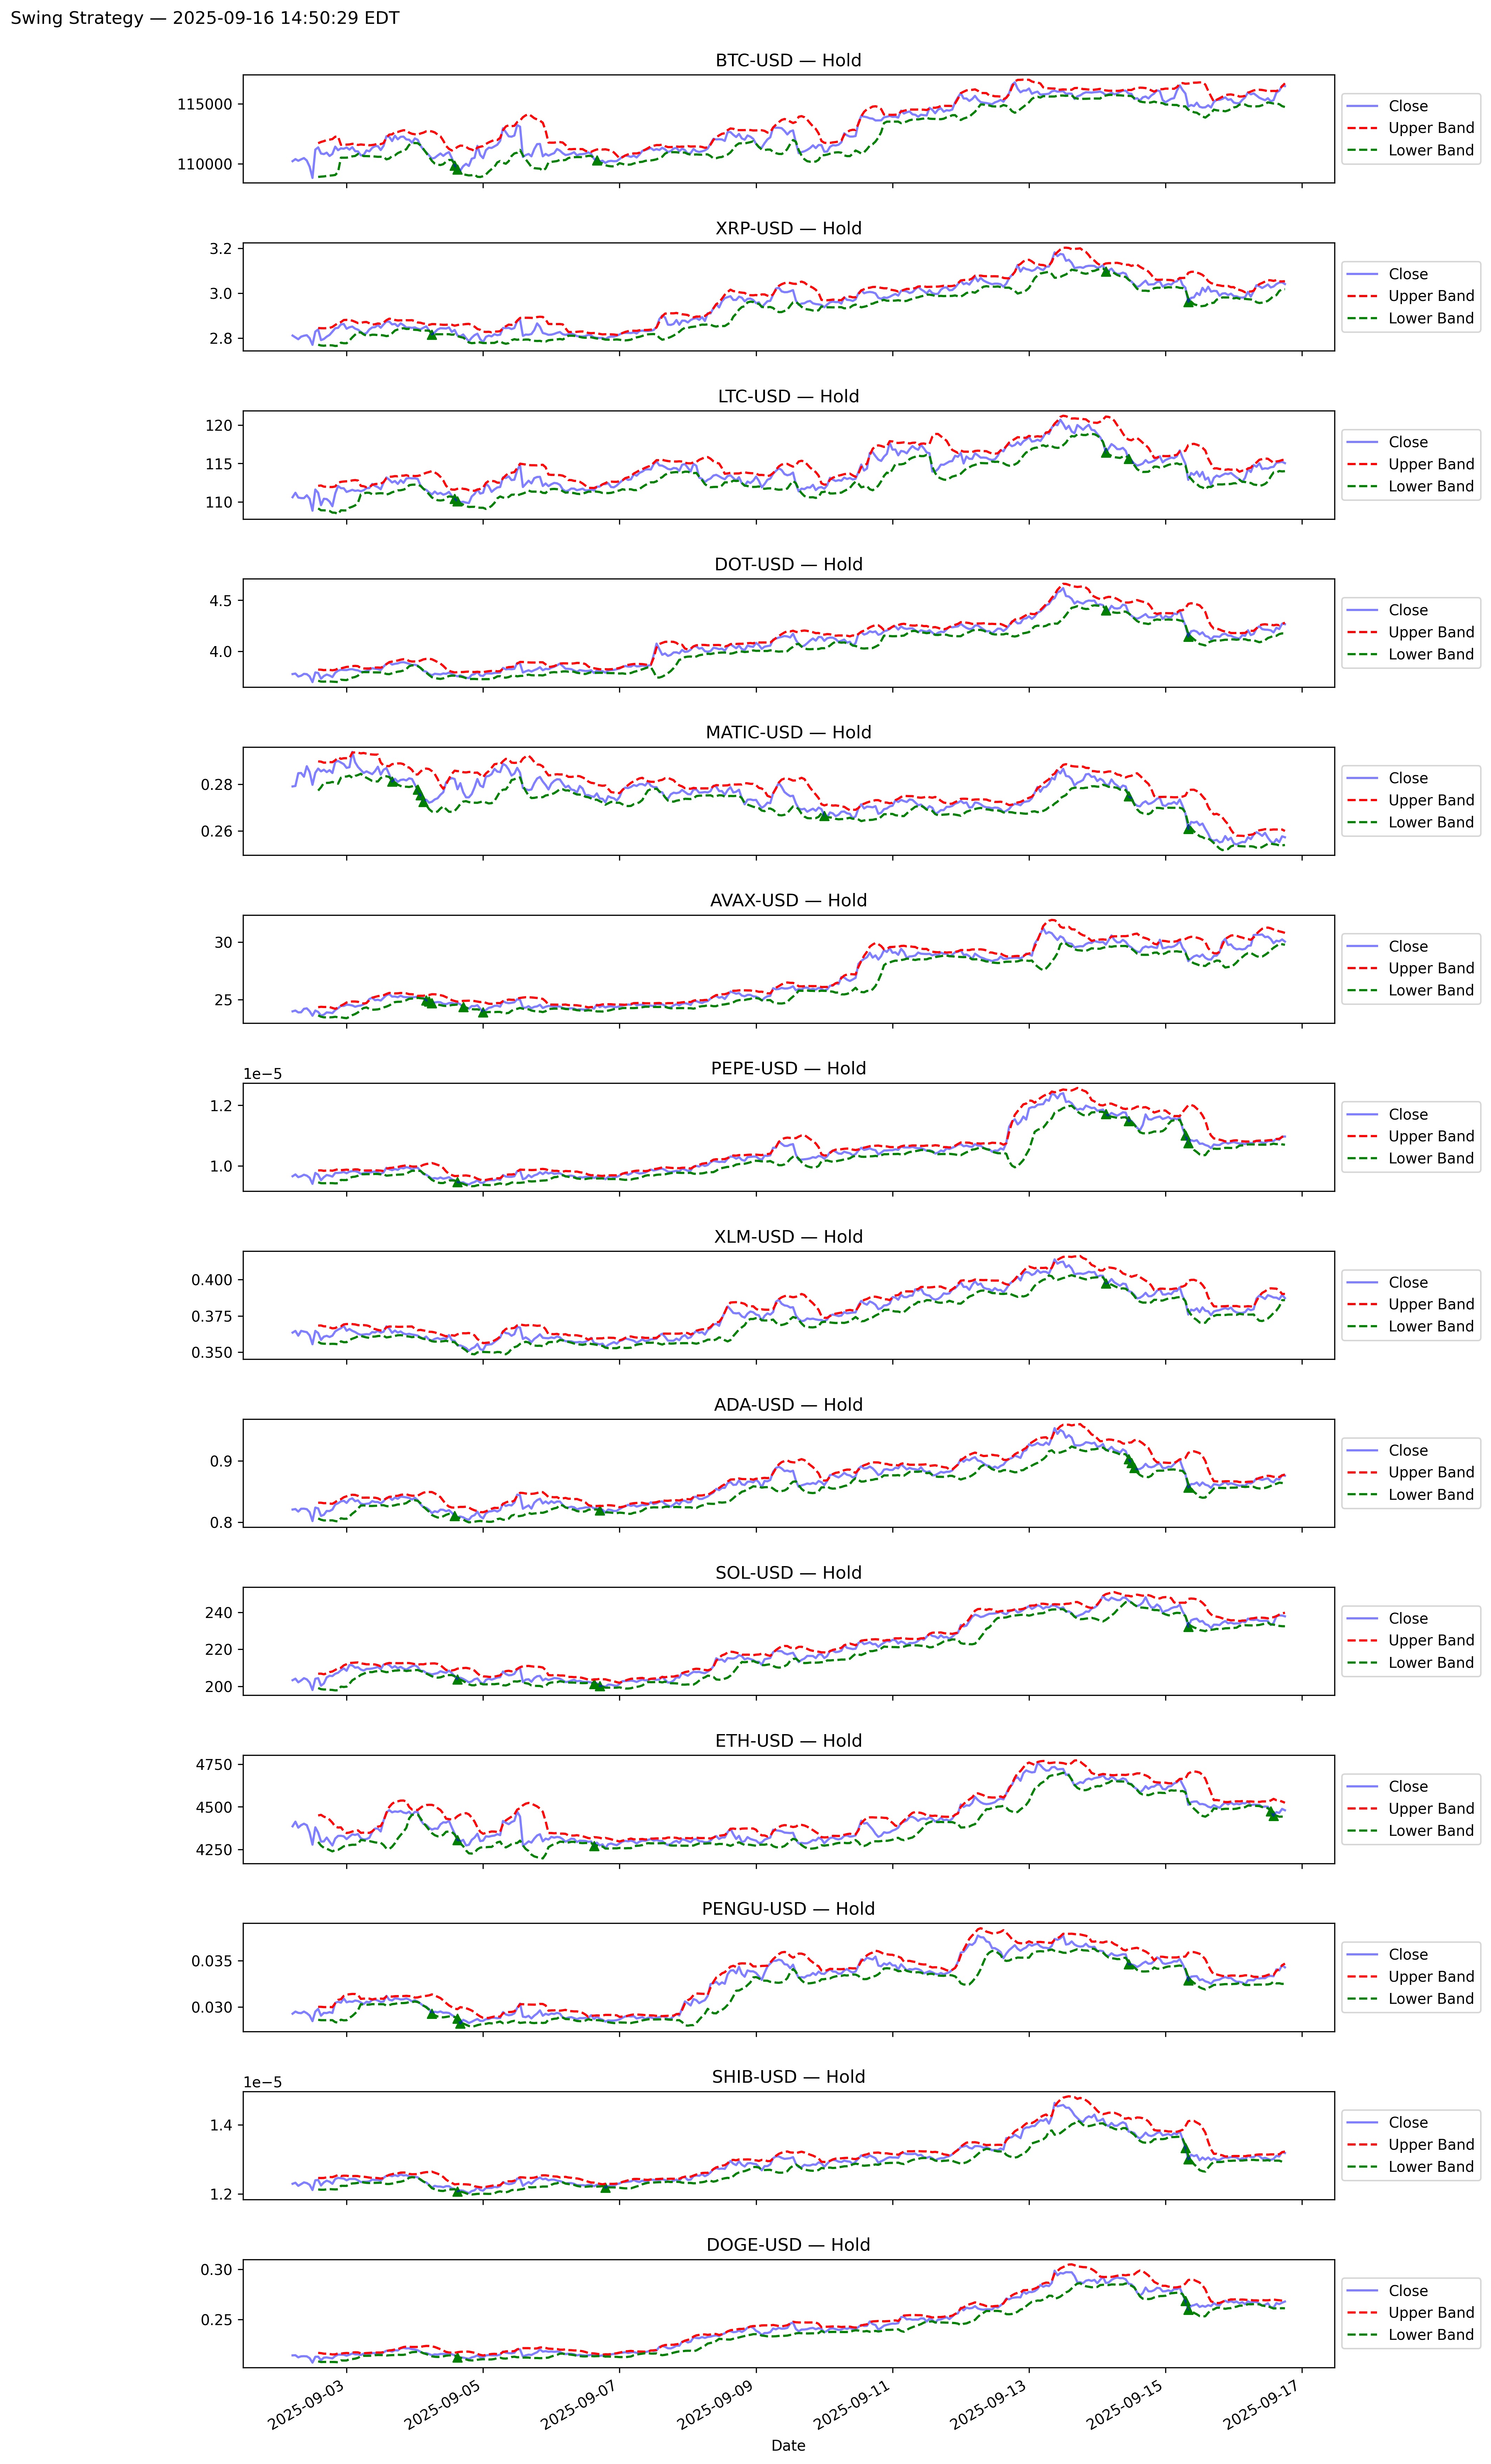 Swing Strategy — 2025-09-16 14:50:29 EDT
BTC-USD — Hold
115000
110000
Close
Upper Band
Lower Band
XRP-USD — Hold
3.2
3.0
2.8
Close
Upper Band
Lower Band
LTC-USD — Hold
120
115
110
Close
Upper Band
Lower Band
DOT-USD — Hold
4.5
4.0
Close
Upper Band
Lower Band
MATIC-USD — Hold
0.28
0.26
Close
Upper Band
Lower Band
AVAX-USD — Hold
30
25
Close
Upper Band
Lower Band
PEPE-USD — Hold
1e−5
1.2
1.0
Close
Upper Band
Lower Band
XLM-USD — Hold
0.400
0.375
0.350
Close
Upper Band
Lower Band
ADA-USD — Hold
0.9
0.8
Close
Upper Band
Lower Band
SOL-USD — Hold
240
220
200
Close
Upper Band
Lower Band
ETH-USD — Hold
4750
4500
4250
Close
Upper Band
Lower Band
PENGU-USD — Hold
0.035
0.030
Close
Upper Band
Lower Band
SHIB-USD — Hold
1e−5
1.4
1.2
Close
Upper Band
Lower Band
DOGE-USD — Hold
0.30
0.25
Close
Upper Band
Lower Band
2025-09-03
2025-09-05
2025-09-07
2025-09-09
2025-09-11
2025-09-13
2025-09-15
2025-09-17
Date